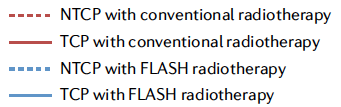 NTCP with conventional radiotherapy
TCP with conventional radiotherapy
NTCP with FLASH radiotherapy
TCP with FLASH radiotherapy